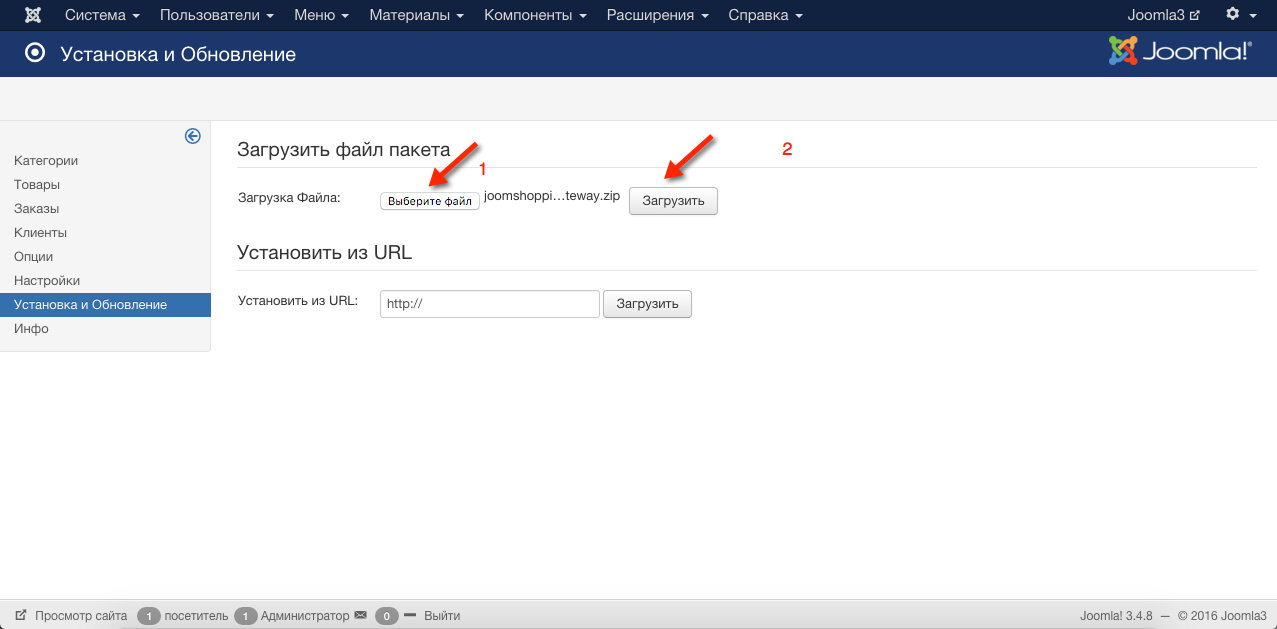 Система Пользователи Меню Материалы Компоненты Расширения Справка Joomla3
Установка и Обновление Joomla!®
Категории
Товары
Заказы
Клиенты
Опции
Настройки
Установка и Обновление
Инфо
Загрузить файл пакета 2
1
Загрузка Файла: Выберите файл joomshoppi...teway.zip Загрузить
Установить из URL
Установить из URL: http:// Загрузить
Просмотр сайта 1 посетитель 1 Администратор 0 Выйти Joomla! 3.4.8 — © 2016 Joomla3